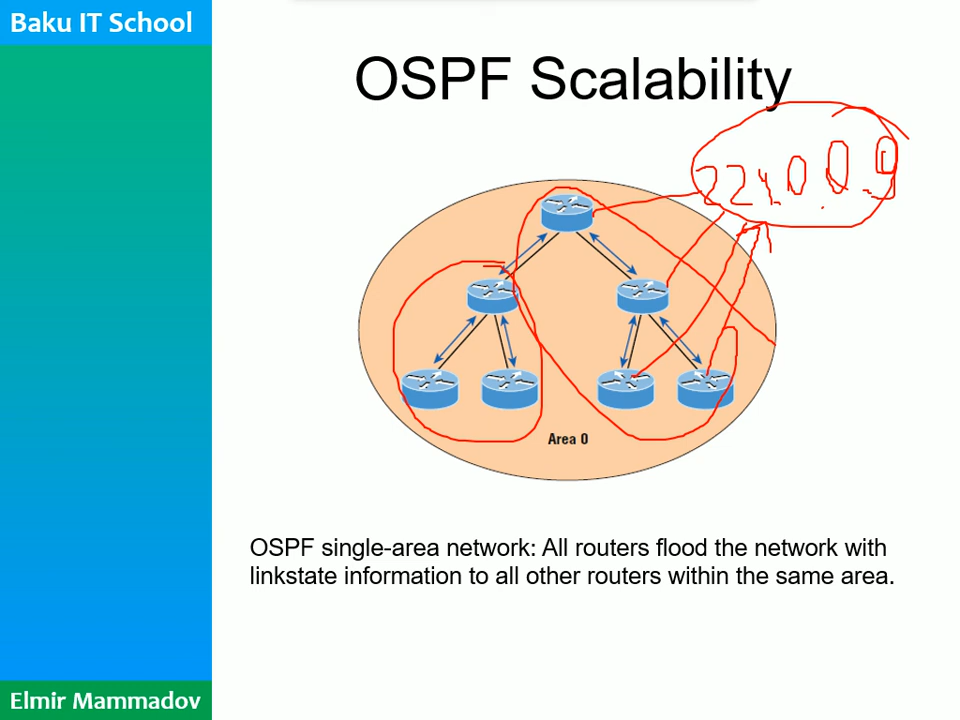 Baku IT School
OSPF Scalability
224.0.0.
Area 0
OSPF single-area network: All routers flood the network with
linkstate information to all other routers within the same area.
Elmir Mammadov